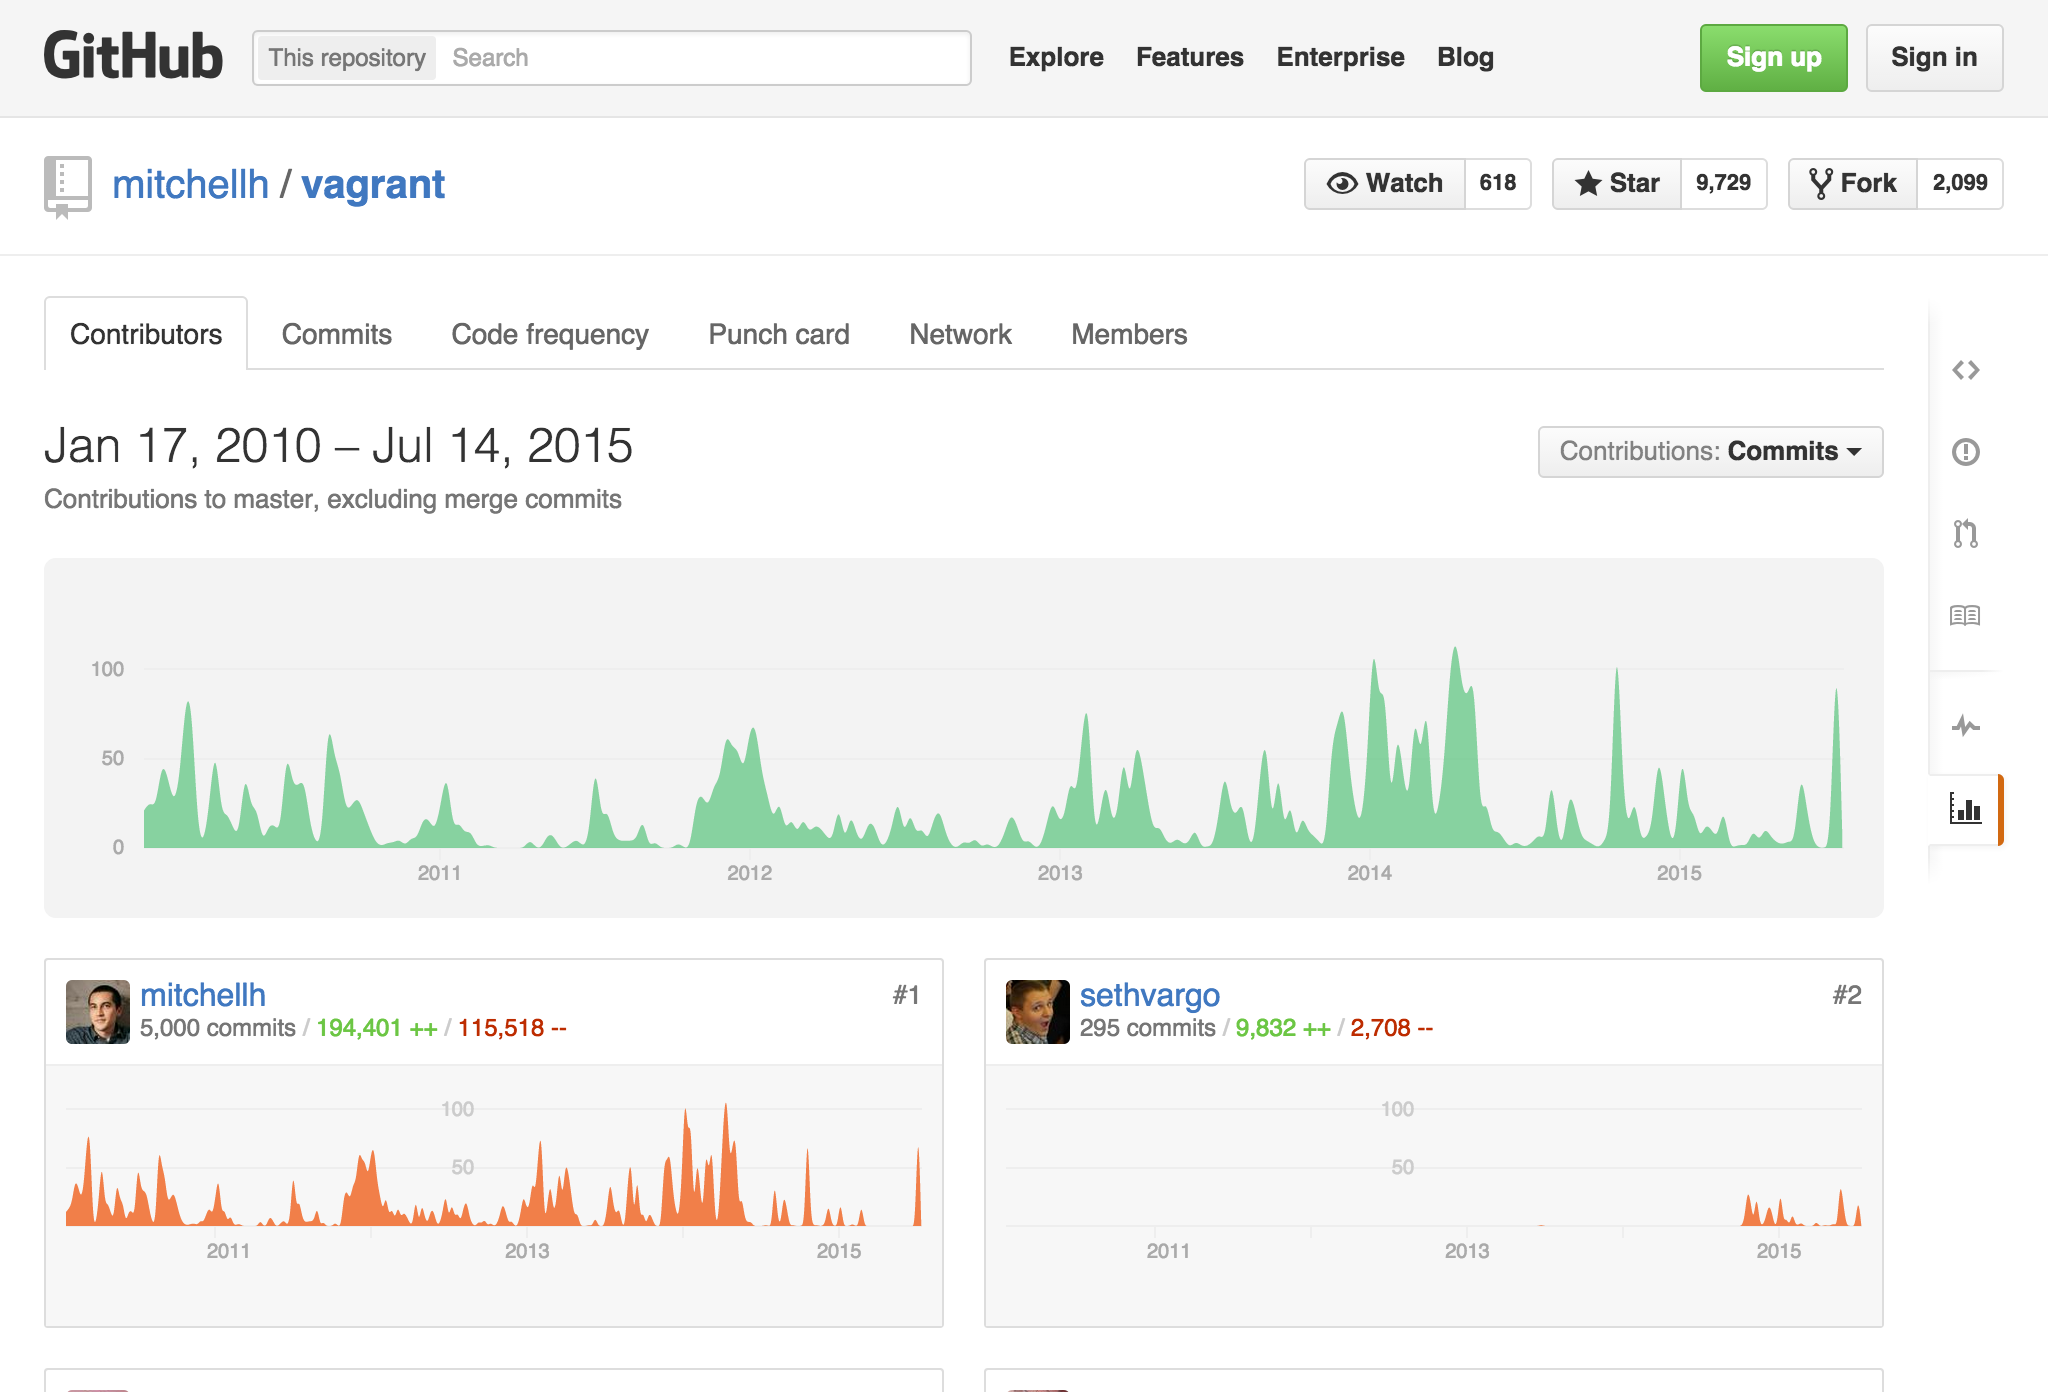 GitHub This repository Search Explore Features Enterprise Blog Sign up Sign in
mitchellh / vagrant Watch 618 Star 9,729 Fork 2,099
Contributors Commits Code frequency Punch card Network Members
Jan 17, 2010 – Jul 14, 2015
Contributions: Commits
Contributions to master, excluding merge commits
100
50
0
2011 2012 2013 2014 2015
mitchellh #1
5,000 commits / 194,401 ++ / 115,518 --
100
50
2011 2013 2015
sethvargo #2
295 commits / 9,832 ++ / 2,708 --
100
50
2011 2013 2015